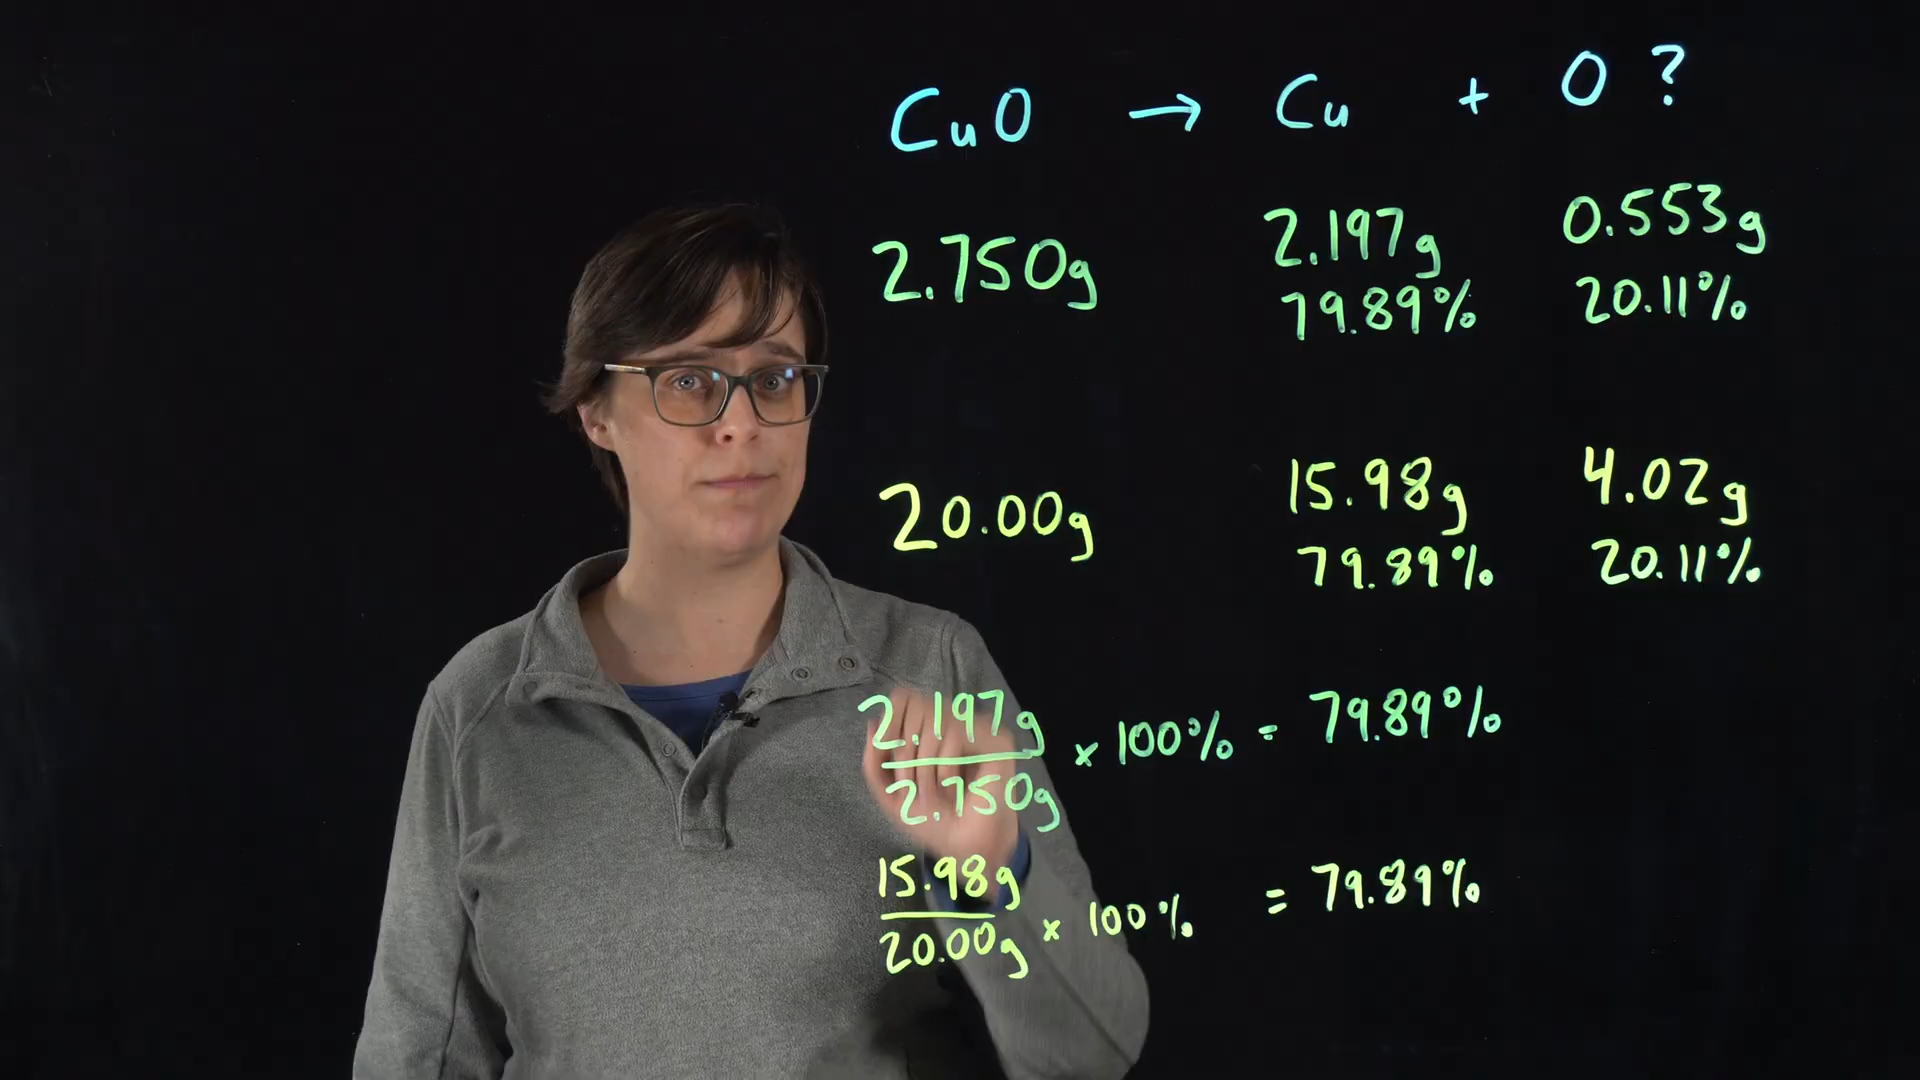 CuO → Cu + O ?
2.750g 2.197g 0.553g
79.89% 20.11%
20.00g 15.98g 4.02g
79.89% 20.11%
2.197g
2.750g × 100% = 79.89%
15.98g
20.00g × 100% = 79.89%